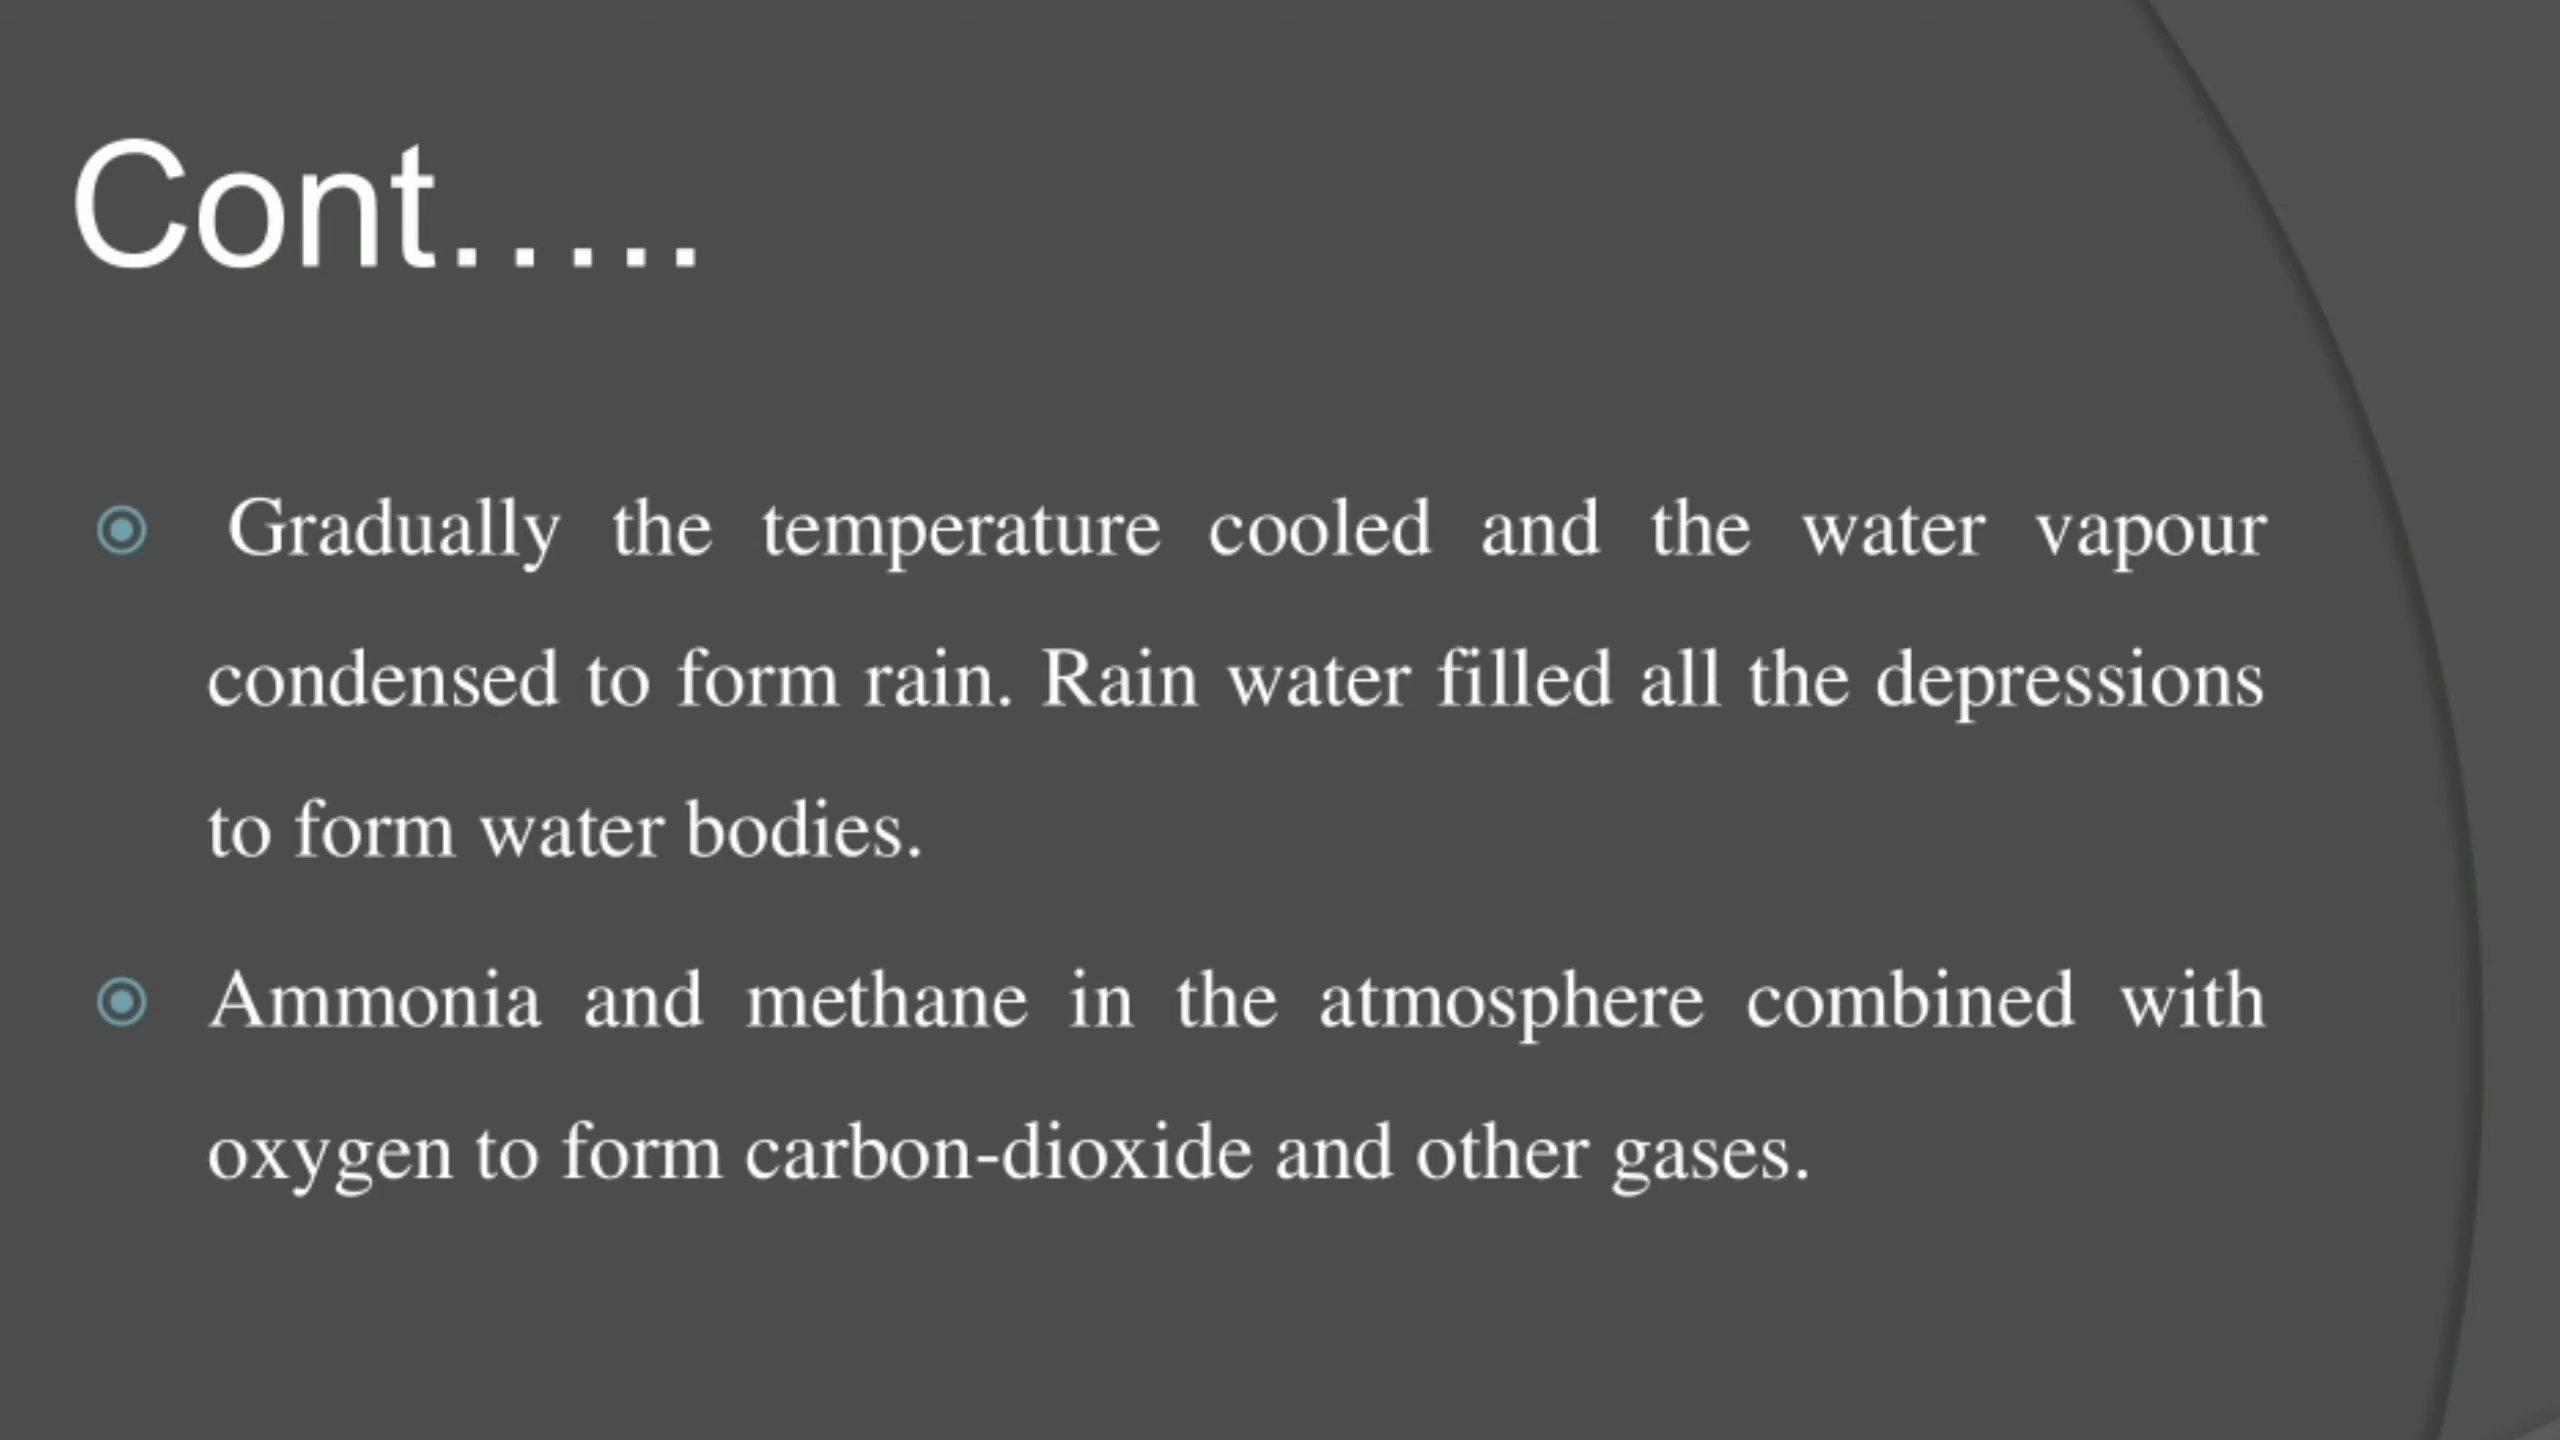 Cont…..
Gradually the temperature cooled and the water vapour
condensed to form rain. Rain water filled all the depressions
to form water bodies.
Ammonia and methane in the atmosphere combined with
oxygen to form carbon-dioxide and other gases.